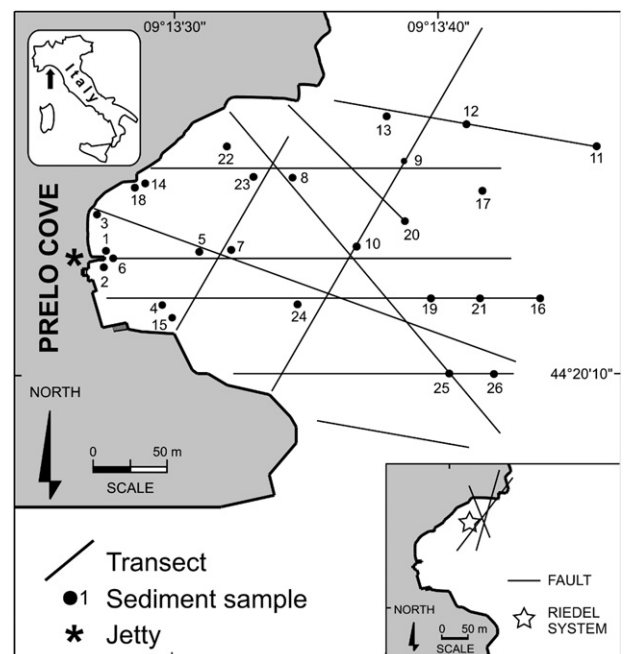 09°13'30"
09°13'40"
Italy
13
12
11
22
9
23
8
14
18
17
3
20
1
5
7
10
6
2
PRELO COVE
4
15
24
19
21
16
44°20'10"
25
26
NORTH
0
50 m
SCALE
Transect
1
Sediment sample
Jetty
FAULT
RIEDEL
SYSTEM
NORTH
0
50 m
SCALE